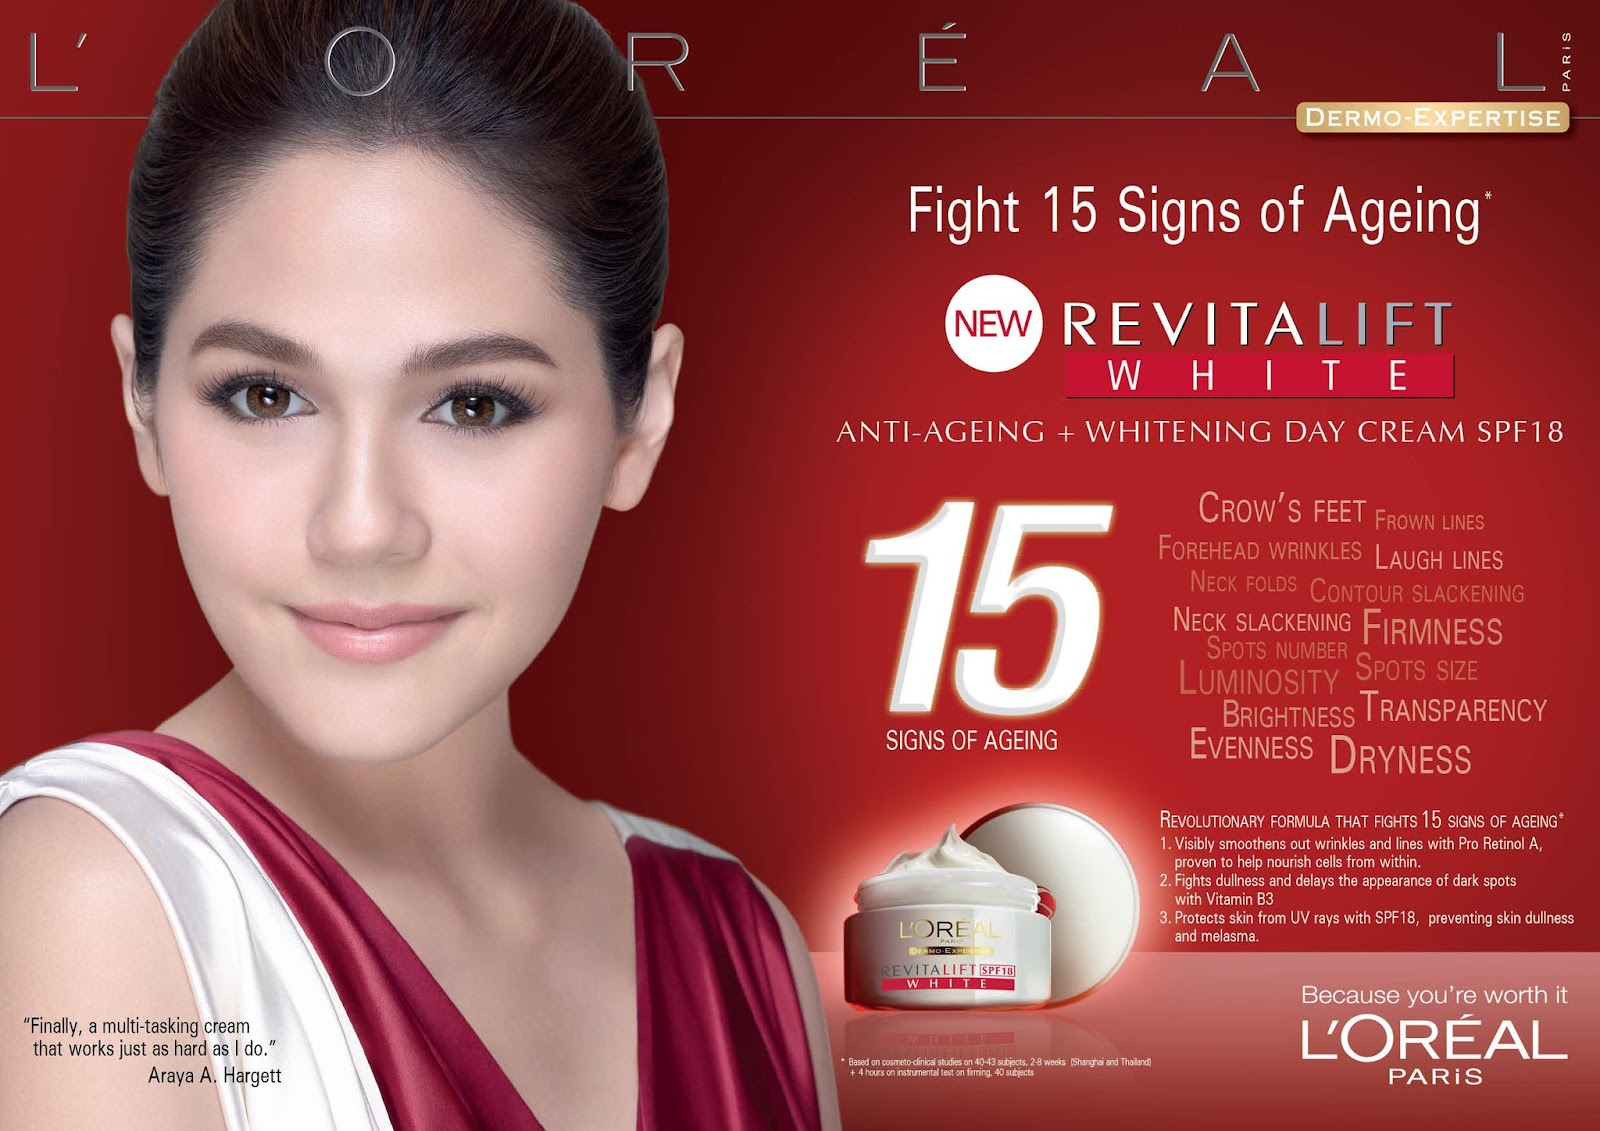 L'ORÉAL
PARiS
DERMO-EXPERTISE
Fight 15 Signs of Ageing*
NEW
REVITALIFT
WHITE
ANTI-AGEING + WHITENING DAY CREAM SPF18
15
SIGNS OF AGEING
CROW'S FEET FROWN LINES
FOREHEAD WRINKLES LAUGH LINES
NECK FOLDS CONTOUR SLACKENING
NECK SLACKENING FIRMNESS
SPOTS NUMBER
LUMINOSITY SPOTS SIZE
BRIGHTNESS TRANSPARENCY
EVENNESS DRYNESS
REVOLUTIONARY FORMULA THAT FIGHTS 15 SIGNS OF AGEING*
1. Visibly smoothens out wrinkles and lines with Pro Retinol A,
proven to help nourish cells from within.
2. Fights dullness and delays the appearance of dark spots
with Vitamin B3
3. Protects skin from UV rays with SPF18, preventing skin dullness
and melasma.
L'ORÉAL
PARIS
DERMO-EXPERTISE
REVITALIFT SPF18
WHITE
"Finally, a multi-tasking cream
that works just as hard as I do."
Araya A. Hargett
* Based on cosmeto-clinical studies on 40-43 subjects, 2-8 weeks (Shanghai and Thailand)
+ 4 hours on instrumental test on firming, 40 subjects
Because you're worth it
L'ORÉAL
PARiS